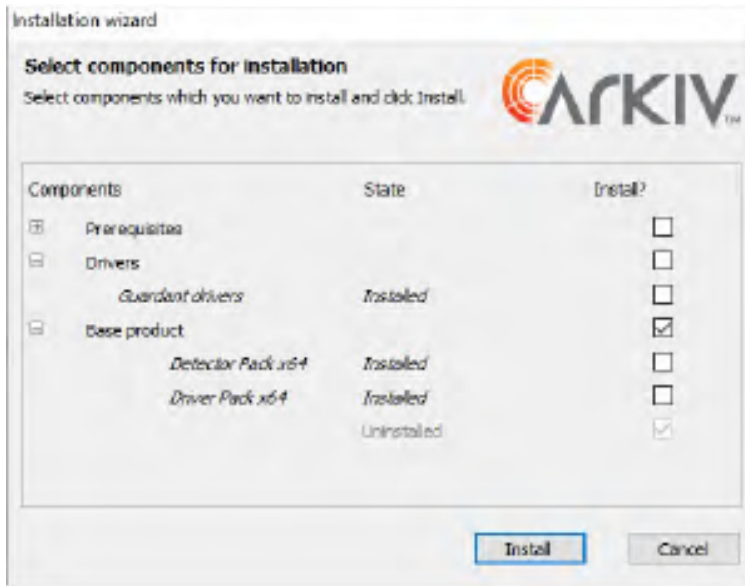 Installation wizard
Select components for installation
Select components which you want to install and click Install.
ARKIV™
Components State Install?
Prerequisites
Drivers
Guardant drivers Installed
Base product
Detector Pack x64 Installed
Driver Pack x64 Installed
Uninstalled
Install Cancel